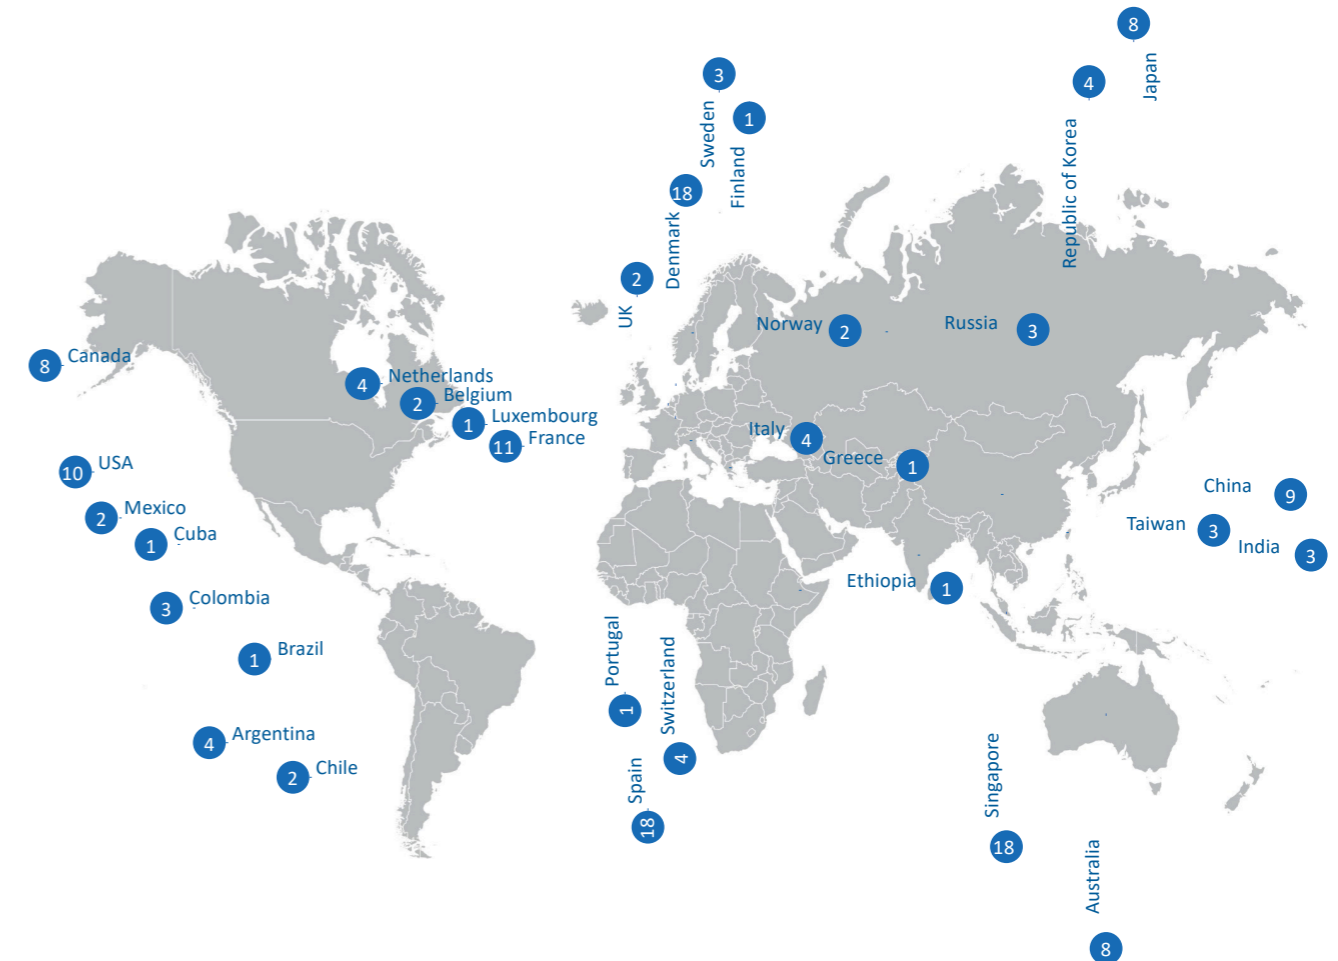 8
Japan
3
Sweden
4
Republic of Korea
1
Finland
18
Denmark
2
UK
Norway 2
Russia 3
8 Canada
4 Netherlands
2 Belgium
1 Luxembourg
11 France
Italy 4
Greece 1
10 USA
China 9
2 Mexico
Taiwan 3
1 Cuba
India 3
Ethiopia 1
3 Colombia
1 Brazil
Portugal
1
Switzerland
4
4 Argentina
2 Chile
Spain
18
Singapore
18
Australia
8